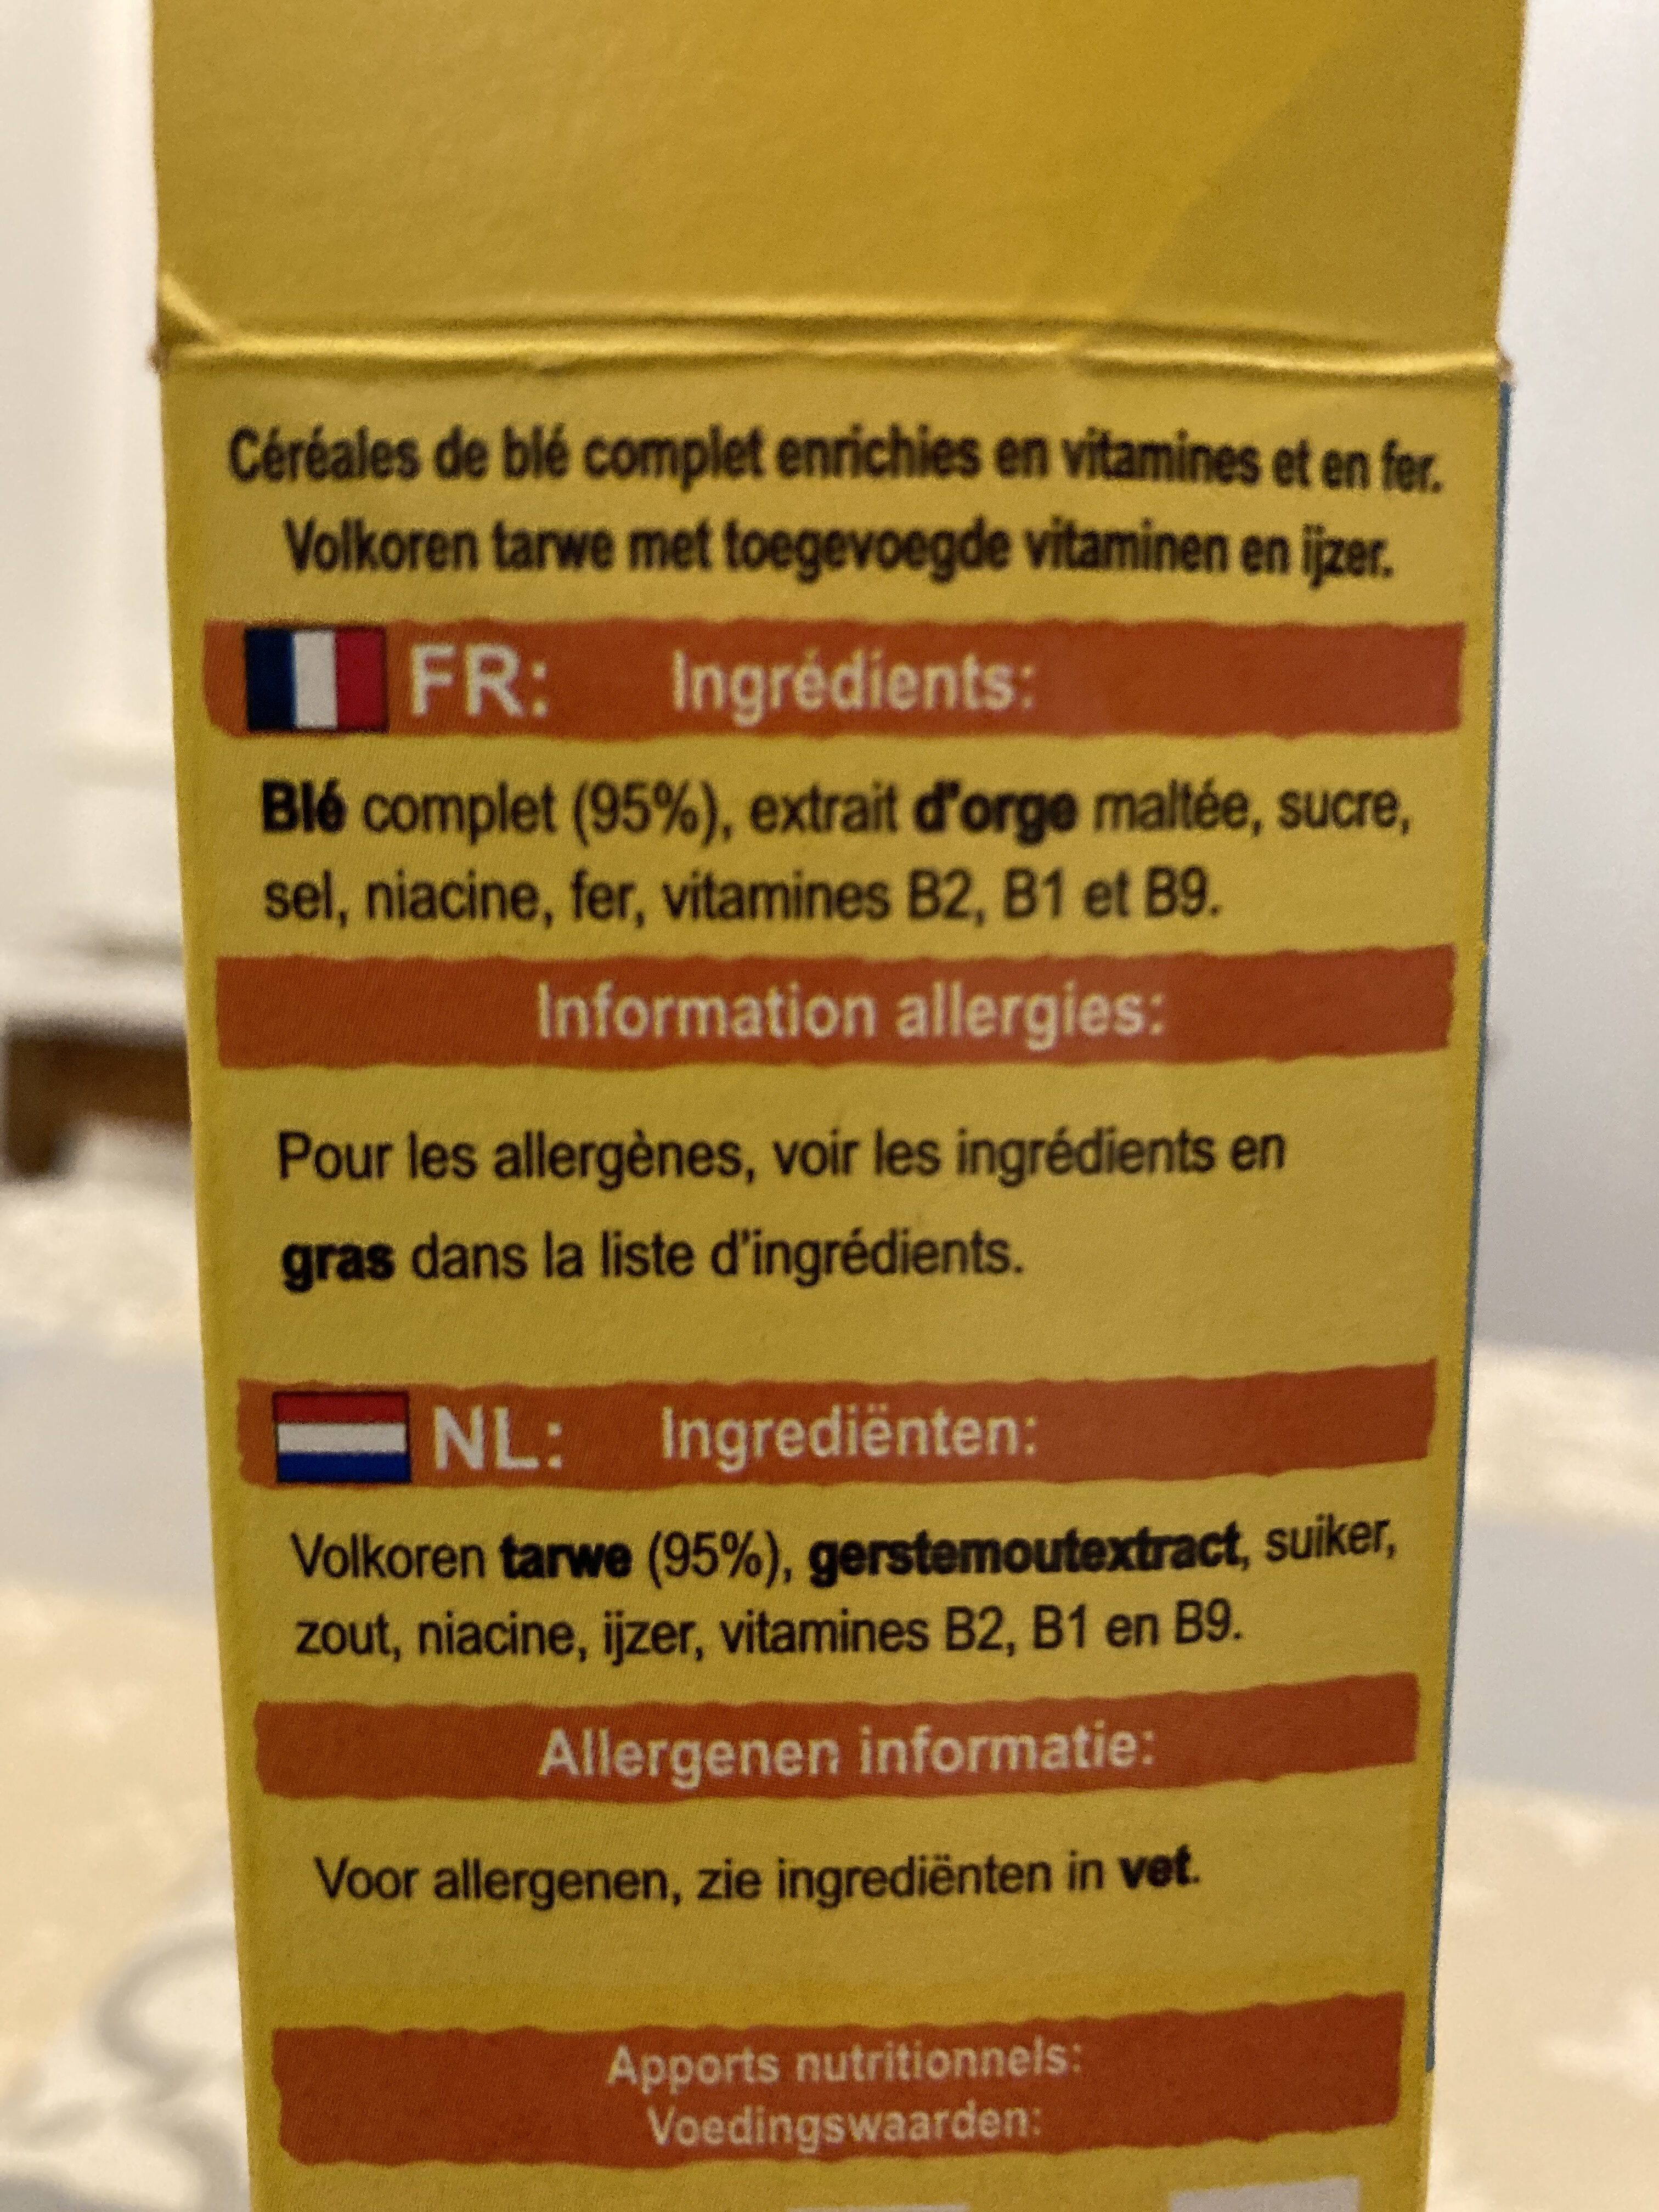 Céréales de blé complet enrichies en vitamines et en fer.
Volkoren tarwe met toegevoegde vitaminen en ijzer.
FR: Ingrédients:
Blé complet (95%), extrait d'orge maltée, sucre,
sel, niacine, fer, vitamines B2, B1 et B9.
Information allergies:
Pour les allergènes, voir les ingrédients en
gras dans la liste d'ingrédients.
NL: Ingrediënten:
Volkoren tarwe (95%), gerstemoutextract, suiker,
zout, niacine, ijzer, vitamines B2, B1 en B9.
Allergenen informatie:
Voor allergenen, zie ingrediënten in vet.
Apports nutritionnels:
Voedingswaarden: